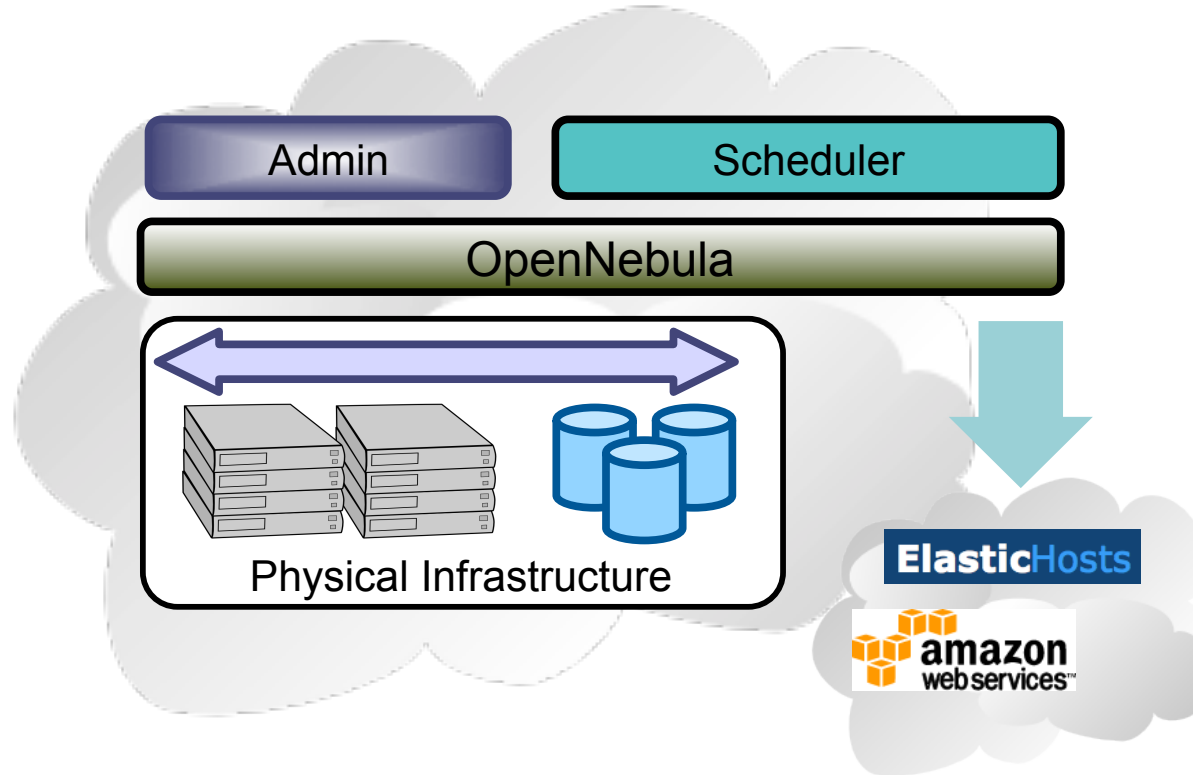 Admin
Scheduler
OpenNebula
Physical Infrastructure
ElasticHosts
amazon
webservices™